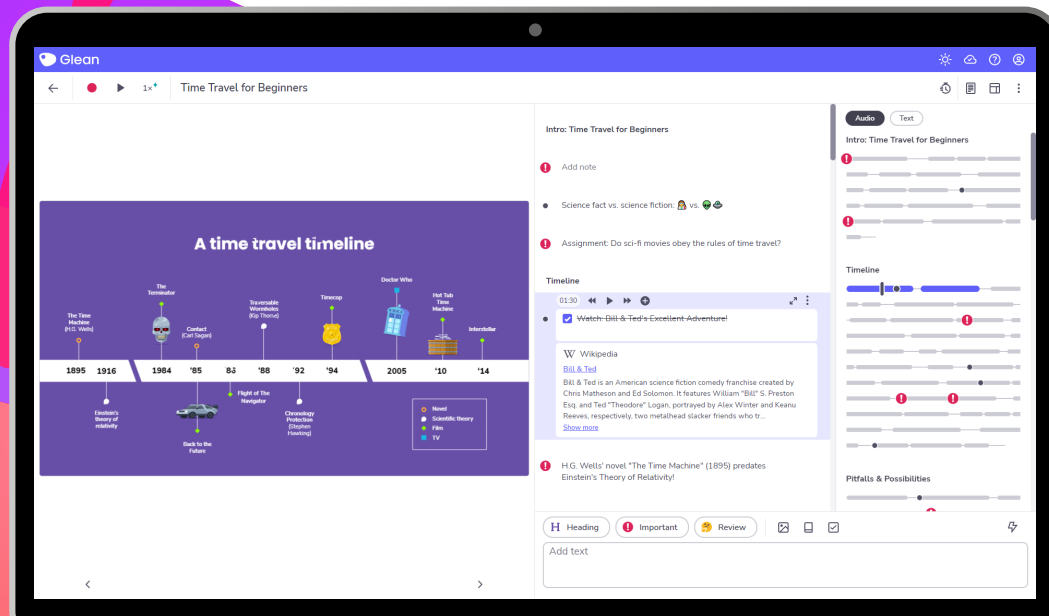 Glean
1×
Time Travel for Beginners
A time travel timeline
The
Terminator
Doctor Who
The Time
Machine
(H.G. Wells)
Contact
(Carl Sagan)
Traversable
Wormholes
(Kip Thorne)
Timecop
Hot Tub
Time
Machine
Interstellar
1895 1916 1984 '85 '88 '92 '94 2005 '10 '14
Einstein's
theory of
relativity
Back to the
Future
Flight of The
Navigator
Chronology
Protection
(Stephen
Hawking)
Novel
Scientific theory
Film
TV
Intro: Time Travel for Beginners
Add note
Science fact vs. science fiction: 👩‍🔬 vs. 👽🛸
Assignment: Do sci-fi movies obey the rules of time travel?
Timeline
01:30
Watch: Bill & Ted's Excellent Adventure!
W Wikipedia
Bill & Ted
Bill & Ted is an American science fiction comedy franchise created by
Chris Matheson and Ed Solomon. It features William "Bill" S. Preston
Esq. and Ted "Theodore" Logan, portrayed by Alex Winter and Keanu
Reeves, respectively, two metalhead slacker friends who tr...
Show more
H.G. Wells' novel "The Time Machine" (1895) predates
Einstein's Theory of Relativity!
H Heading
Important
Review
Add text
Audio
Text
Intro: Time Travel for Beginners
Timeline
Pitfalls & Possibilities